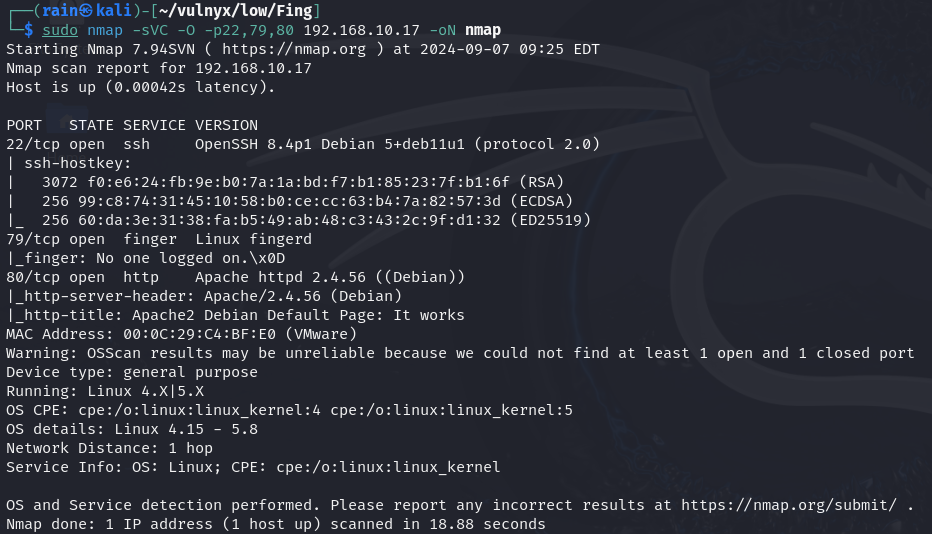 ┌──(rain㉿kali)-[~/vulnyx/low/Fing]
└─$ sudo nmap -sVC -O -p22,79,80 192.168.10.17 -oN nmap
Starting Nmap 7.94SVN ( https://nmap.org ) at 2024-09-07 09:25 EDT
Nmap scan report for 192.168.10.17
Host is up (0.00042s latency).

PORT   STATE SERVICE VERSION
22/tcp open  ssh     OpenSSH 8.4p1 Debian 5+deb11u1 (protocol 2.0)
| ssh-hostkey:
|   3072 f0:e6:24:fb:9e:b0:7a:1a:bd:f7:b1:85:23:7f:b1:6f (RSA)
|   256 99:c8:74:31:45:10:58:b0:ce:cc:63:b4:7a:82:57:3d (ECDSA)
|_  256 60:da:3e:31:38:fa:b5:49:ab:48:c3:43:2c:9f:d1:32 (ED25519)
79/tcp open  finger  Linux fingerd
|_finger: No one logged on.\x0D
80/tcp open  http    Apache httpd 2.4.56 ((Debian))
|_http-server-header: Apache/2.4.56 (Debian)
|_http-title: Apache2 Debian Default Page: It works
MAC Address: 00:0C:29:C4:BF:E0 (VMware)
Warning: OSScan results may be unreliable because we could not find at least 1 open and 1 closed port
Device type: general purpose
Running: Linux 4.X|5.X
OS CPE: cpe:/o:linux:linux_kernel:4 cpe:/o:linux:linux_kernel:5
OS details: Linux 4.15 - 5.8
Network Distance: 1 hop
Service Info: OS: Linux; CPE: cpe:/o:linux:linux_kernel

OS and Service detection performed. Please report any incorrect results at https://nmap.org/submit/ .
Nmap done: 1 IP address (1 host up) scanned in 18.88 seconds